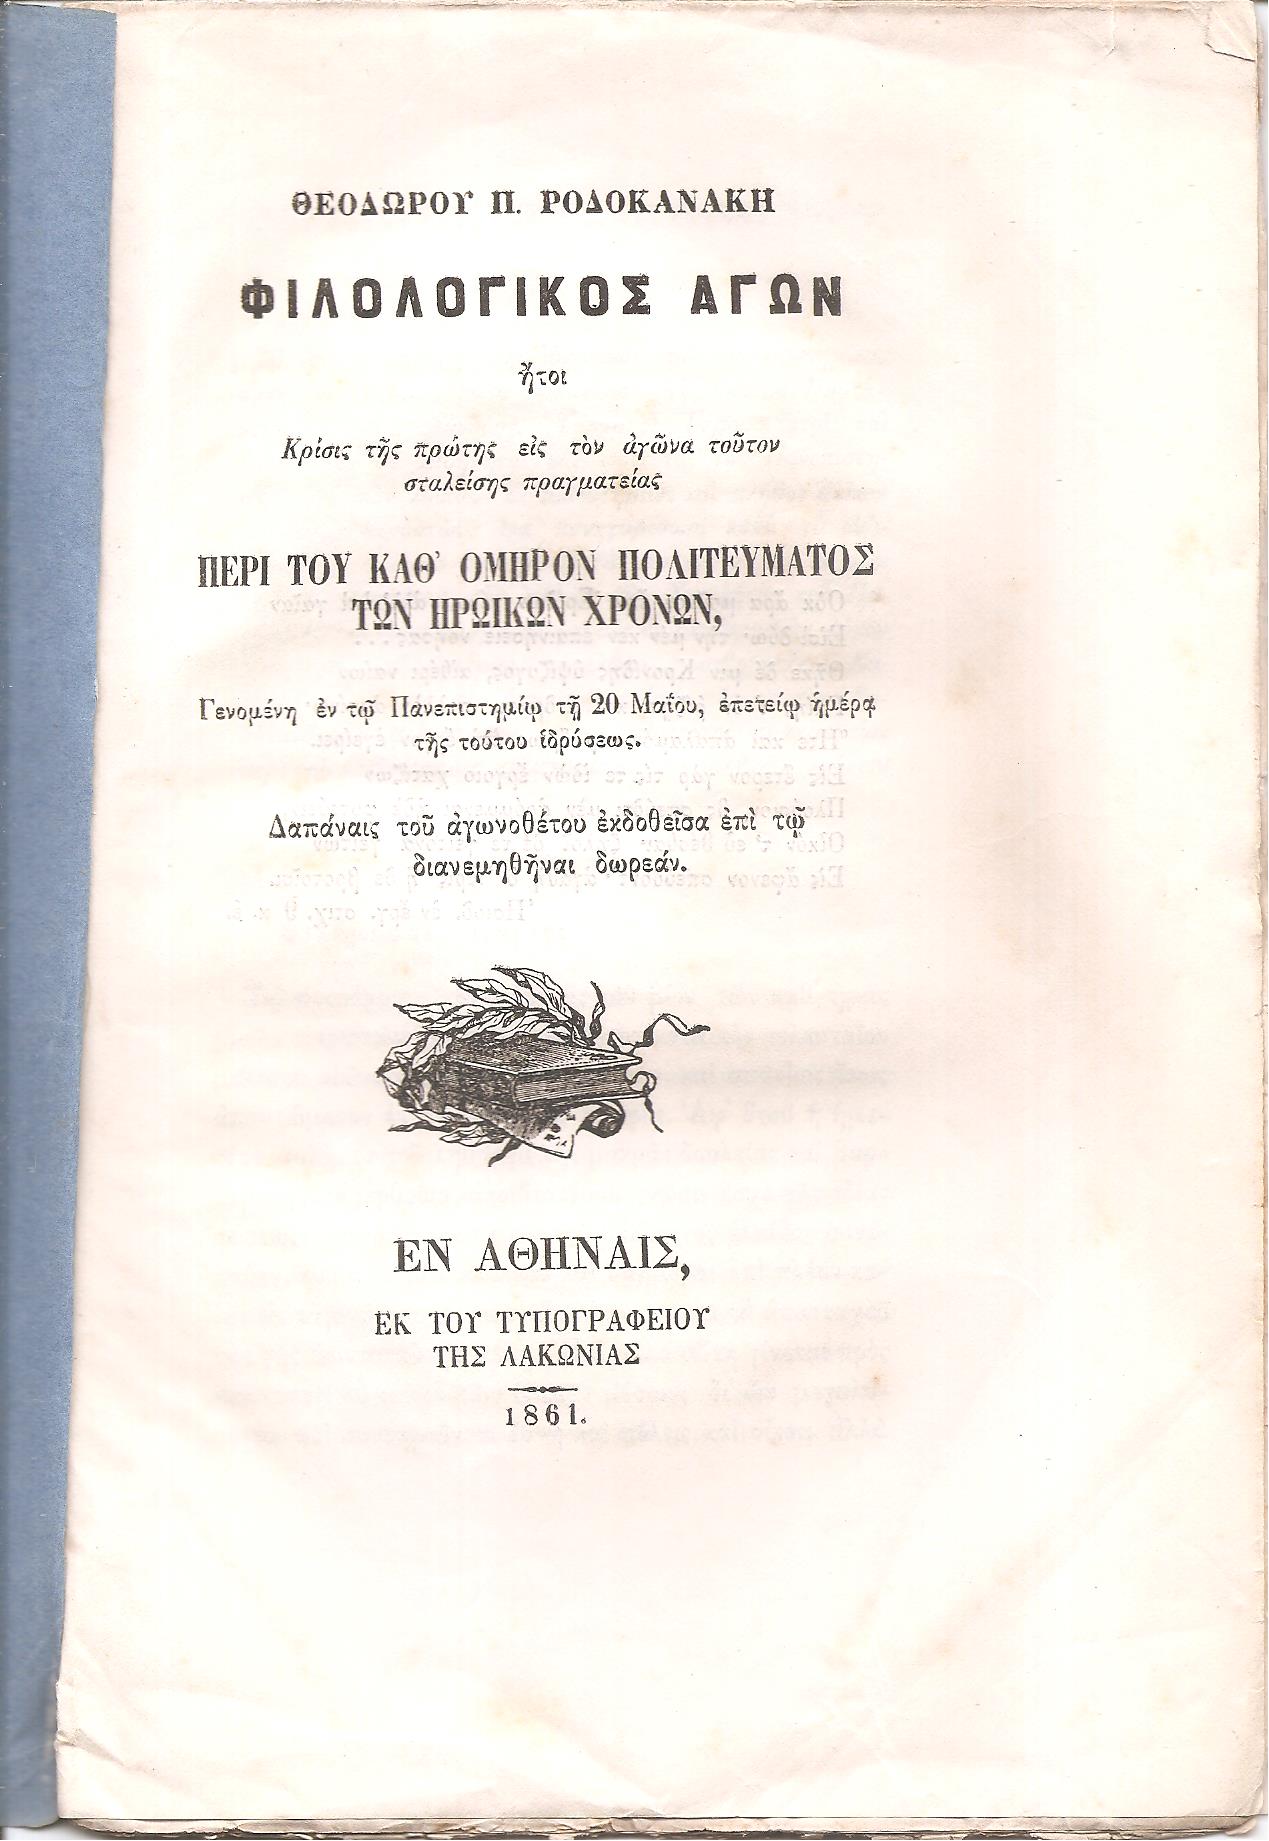 ΘΕΟΔΩΡΟΥ Π. ΡΟΔΟΚΑΝΑΚΗ
ΦΙΛΟΛΟΓΙΚΟΣ ΑΓΩΝ
ἤτοι
Κρίσις τῆς πρώτης εἰς τὸν ἀγῶνα τοῦτον
σταλείσης πραγματείας
ΠΕΡΙ ΤΟΥ ΚΑΘ᾽ ΟΜΗΡΟΝ ΠΟΛΙΤΕΥΜΑΤΟΣ
ΤΩΝ ΗΡΩΙΚΩΝ ΧΡΟΝΩΝ,
Γενομένη ἐν τῷ Πανεπιστημίῳ τῇ 20 Μαΐου, ἐπετείῳ ἡμέρᾳ
τῆς τούτου ἱδρύσεως.
Δαπάναις τοῦ ἀγωνοθέτου ἐκδοθεῖσα ἐπὶ τῷ
διανεμηθῆναι δωρεάν.
ΕΝ ΑΘΗΝΑΙΣ,
ΕΚ ΤΟΥ ΤΥΠΟΓΡΑΦΕΙΟΥ
ΤΗΣ ΛΑΚΩΝΙΑΣ
1861.